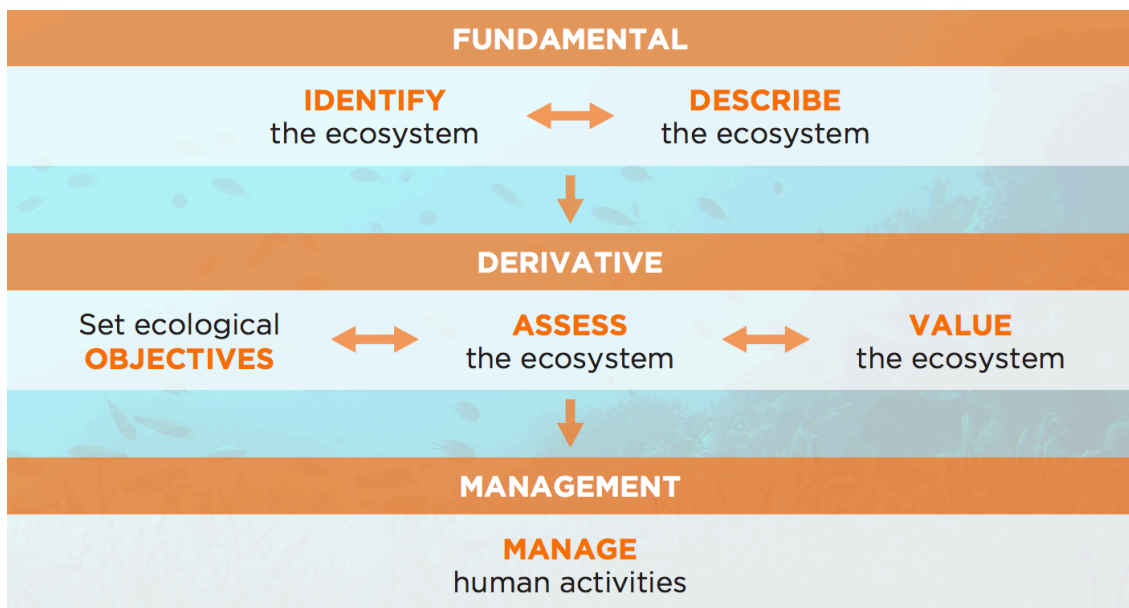 FUNDAMENTAL
IDENTIFY
the ecosystem
DESCRIBE
the ecosystem
DERIVATIVE
Set ecological
OBJECTIVES
ASSESS
the ecosystem
VALUE
the ecosystem
MANAGEMENT
MANAGE
human activities